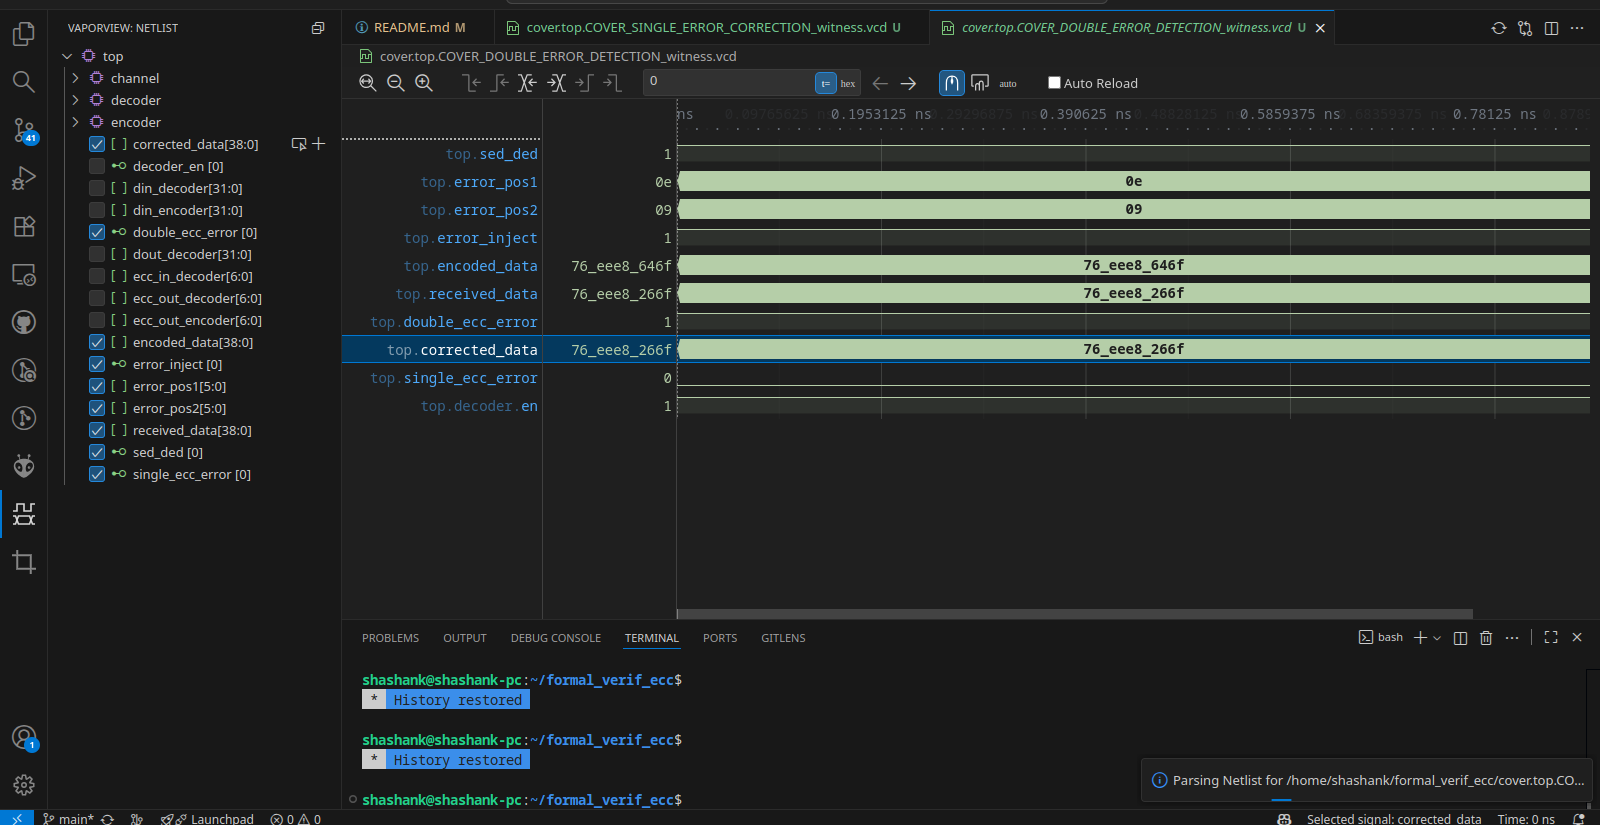 VAPORVIEW: NETLIST
README.md M
cover.top.COVER_SINGLE_ERROR_CORRECTION_witness.vcd U
cover.top.COVER_DOUBLE_ERROR_DETECTION_witness.vcd U
cover.top.COVER_DOUBLE_ERROR_DETECTION_witness.vcd
0
t=
hex
auto
Auto Reload
top
channel
decoder
encoder
corrected_data[38:0]
decoder_en [0]
din_decoder[31:0]
din_encoder[31:0]
double_ecc_error [0]
dout_decoder[31:0]
ecc_in_decoder[6:0]
ecc_out_decoder[6:0]
ecc_out_encoder[6:0]
encoded_data[38:0]
error_inject [0]
error_pos1[5:0]
error_pos2[5:0]
received_data[38:0]
sed_ded [0]
single_ecc_error [0]
ns 0.09765625 n 0.1953125 ns 0.29296875 n 0.390625 ns 0.48828125 n 0.5859375 ns 0.68359375 n 0.78125 ns 0.8789
top.sed_ded 1
top.error_pos1 0e 0e
top.error_pos2 09 09
top.error_inject 1
top.encoded_data 76_eee8_646f 76_eee8_646f
top.received_data 76_eee8_266f 76_eee8_266f
top.double_ecc_error 1
top.corrected_data 76_eee8_266f 76_eee8_266f
top.single_ecc_error 0
top.decoder.en 1
PROBLEMS OUTPUT DEBUG CONSOLE TERMINAL PORTS GITLENS
bash
shashank@shashank-pc:~/formal_verif_ecc$
* History restored
shashank@shashank-pc:~/formal_verif_ecc$
* History restored
shashank@shashank-pc:~/formal_verif_ecc$
Parsing Netlist for /home/shashank/formal_verif_ecc/cover.top.CO...
41
1
main* Launchpad 0 0 Selected signal: corrected_data Time: 0 ns